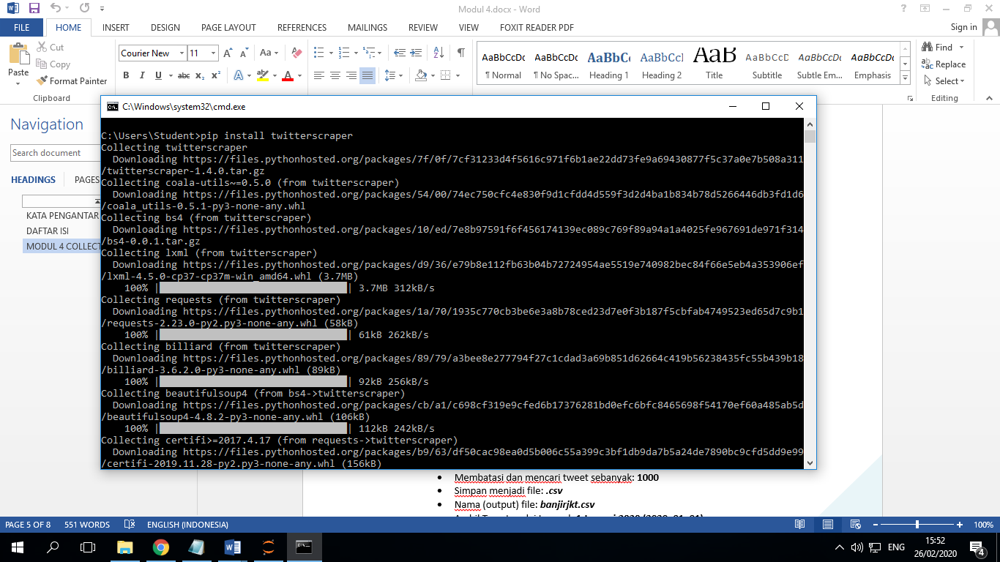 Modul 4.docx - Word
FILE
HOME
INSERT
DESIGN
PAGE LAYOUT
REFERENCES
MAILINGS
REVIEW
VIEW
FOXIT READER PDF
Sign in
Paste
Cut
Copy
Format Painter
Clipboard
Courier New
11
AaBbCcDc
¶ Normal
AaBbCcDc
¶ No Spac...
AaBbCc
Heading 1
AaBbCcI
Heading 2
AaB
Title
AaBbCcD
Subtitle
AaBbCcDc
Subtle Em...
AaBbCcDc
Emphasis
Find
Replace
Select
Editing
Navigation
Search document
HEADINGS
PAGES
KATA PENGANTAR
DAFTAR ISI
MODUL 4 COLLECT
C:\Windows\system32\cmd.exe
C:\Users\Student>pip install twitterscraper
Collecting twitterscraper
Downloading https://files.pythonhosted.org/packages/7f/0f/7cf31233d4f5616c971f6b1ae22dd73fe9a69430877f5c37a0e7b508a311
/twitterscraper-1.4.0.tar.gz
Collecting coala-utils~=0.5.0 (from twitterscraper)
Downloading https://files.pythonhosted.org/packages/54/00/74ec750cfc4e830f9d1cfdd4d559f3d2d4ba1b834b78d5266446db3fd1d6
/coala_utils-0.5.1-py3-none-any.whl
Collecting bs4 (from twitterscraper)
Downloading https://files.pythonhosted.org/packages/10/ed/7e8b97591f6f456174139ec089c769f89a94a1a4025fe967691de971f314
/bs4-0.0.1.tar.gz
Collecting lxml (from twitterscraper)
Downloading https://files.pythonhosted.org/packages/d9/36/e79b8e112fb63b04b72724954ae5519e740982bec84f66e5eb4a353906ef
/lxml-4.5.0-cp37-cp37m-win_amd64.whl (3.7MB)
100% | | 3.7MB 312kB/s
Collecting requests (from twitterscraper)
Downloading https://files.pythonhosted.org/packages/1a/70/1935c770cb3be6e3a8b78ced23d7e0f3b187f5cbfab4749523ed65d7c9b1
/requests-2.23.0-py2.py3-none-any.whl (58kB)
100% | | 61kB 262kB/s
Collecting billiard (from twitterscraper)
Downloading https://files.pythonhosted.org/packages/89/79/a3bee8e277794f27c1cdad3a69b851d62664c419b56238435fc55b439b18
/billiard-3.6.2.0-py3-none-any.whl (89kB)
100% | | 92kB 256kB/s
Collecting beautifulsoup4 (from bs4->twitterscraper)
Downloading https://files.pythonhosted.org/packages/cb/a1/c698cf319e9cfed6b17376281bd0efc6bfc8465698f54170ef60a485ab5d
/beautifulsoup4-4.8.2-py3-none-any.whl (106kB)
100% | | 112kB 242kB/s
Collecting certifi>=2017.4.17 (from requests->twitterscraper)
Downloading https://files.pythonhosted.org/packages/b9/63/df50cac98ea0d5b006c55a399c3bf1db9da7b5a24de7890bc9cfd5dd9e99
/certifi-2019.11.28-py2.py3-none-any.whl (156kB)
• Membatasi dan mencari tweet sebanyak: 1000
• Simpan menjadi file: .csv
• Nama (output) file: banjirjkt.csv
PAGE 5 OF 8
551 WORDS
ENGLISH (INDONESIA)
100%
ENG
15:52
26/02/2020
4